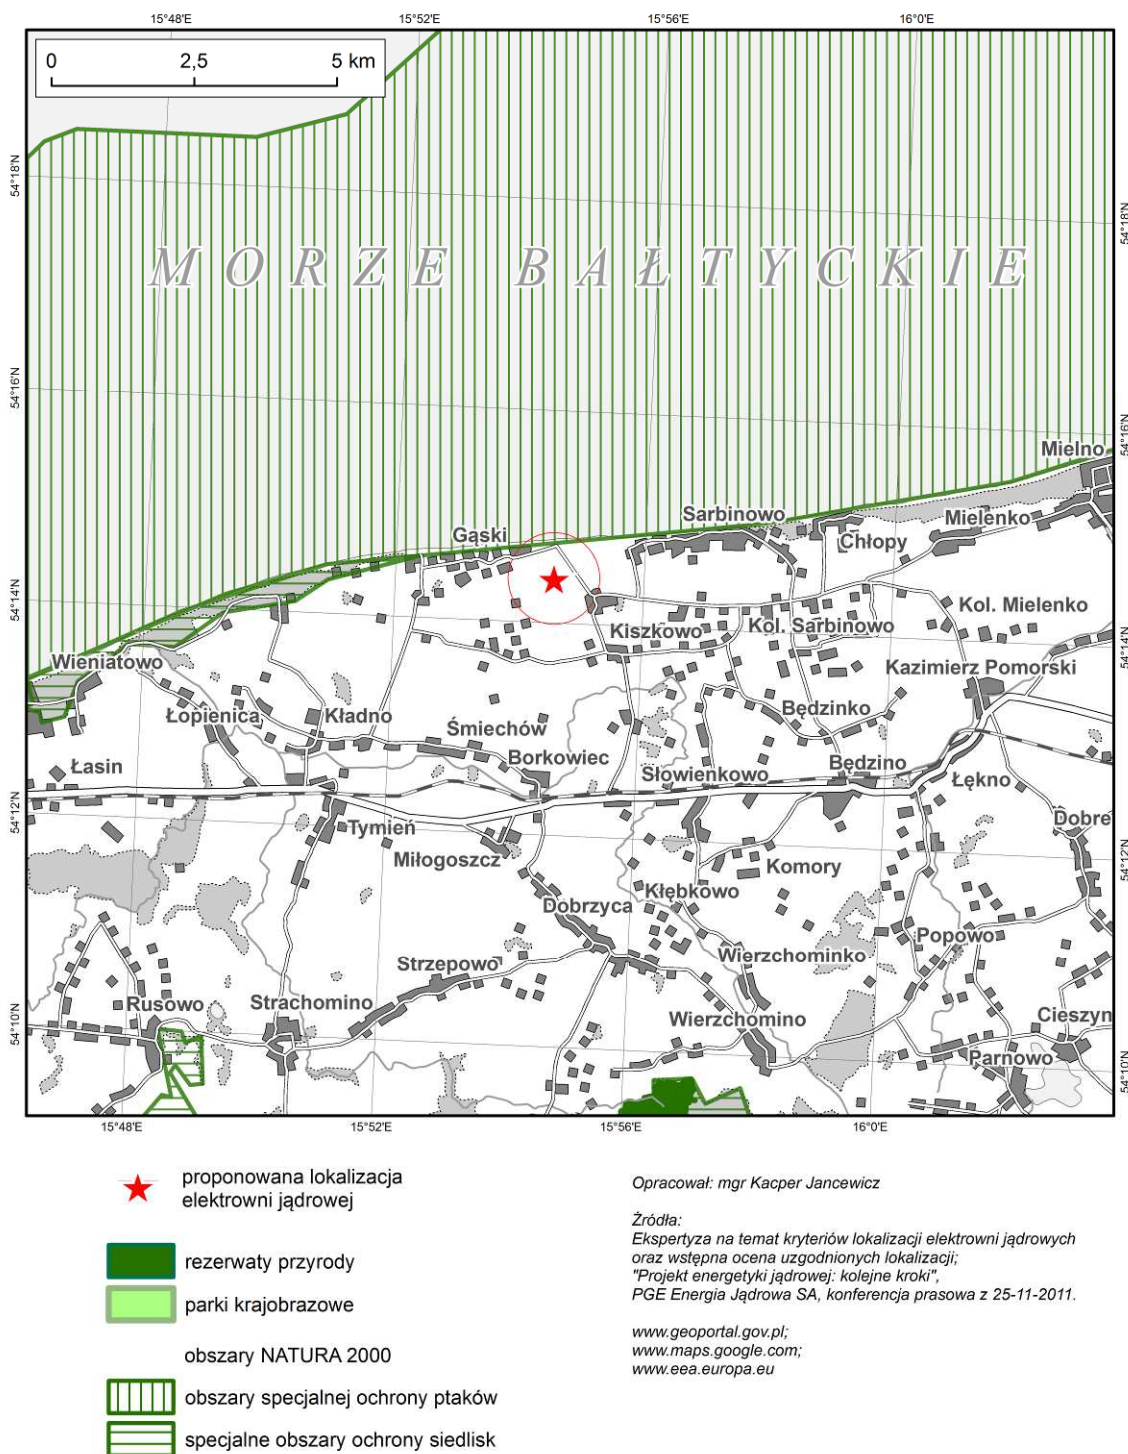 15°48'E
15°52'E
15°56'E
16°0'E
0
2,5
5 km
54°18'N
54°18'N
MORZE BAŁTYCKIE
54°16'N
54°16'N
Mielno
Sarbinowo
Mielenko
Gąski
Chłopy
54°14'N
Kol. Mielenko
Kiszkowo
Kol. Sarbinowo
54°14'N
Wieniatowo
Kazimierz Pomorski
Łopienica
Kładno
Będzinko
Śmiechów
Borkowiec
Będzino
Łasin
Słowienkowo
Łękno
54°12'N
Tymień
Dobre
Miłogoszcz
Komory
54°12'N
Kłębkowo
Dobrzyca
Popowo
Strzepowo
Wierzchominko
Rusowo
Strachomino
Wierzchomino
Cieszyn
54°10'N
Parnowo
54°10'N
15°48'E
15°52'E
15°56'E
16°0'E
proponowana lokalizacja
elektrowni jądrowej
rezerwaty przyrody
parki krajobrazowe
obszary NATURA 2000
obszary specjalnej ochrony ptaków
specjalne obszary ochrony siedlisk
Opracował: mgr Kacper Jancewicz
Źródła:
Ekspertyza na temat kryteriów lokalizacji elektrowni jądrowych
oraz wstępna ocena uzgodnionych lokalizacji;
"Projekt energetyki jądrowej: kolejne kroki",
PGE Energia Jądrowa SA, konferencja prasowa z 25-11-2011.
www.geoportal.gov.pl;
www.maps.google.com;
www.eea.europa.eu